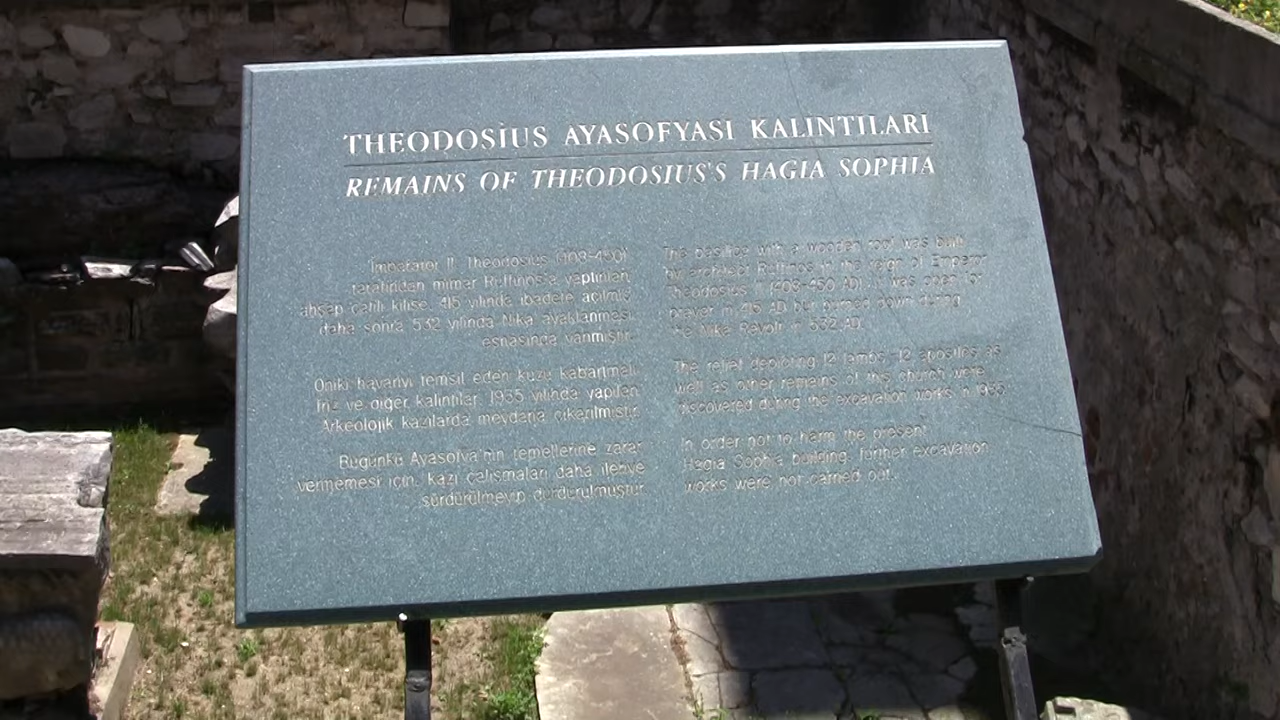 THEODOSİUS AYASOFYASI KALINTILARI
REMAINS OF THEODOSIUS'S HAGIA SOPHIA
İmparator II. Theodosius (408-450)
tarafından mimar Ruffinos'a yaptırılan
ahşap çatılı kilise, 415 yılında ibadete açılmış
daha sonra 532 yılında Nika ayaklanması
esnasında yanmıştır.
Oniki havariyi temsil eden kuzu kabartmalı
friz ve diğer kalıntılar 1935 yılında yapılan
Arkeolojik kazılarda meydana çıkarılmıştır.
Bugünkü Ayasofya'nın temellerine zarar
vermemesi için, kazı çalışmaları daha ileriye
sürdürülmeyip durdurulmuştur.
The basilica with a wooden roof was built
by architect Ruffinos in the reign of Emperor
Theodosius II (408-450 AD). It was open for
prayer in 415 AD but burned down during
the Nika Revolt in 532 AD.
The relief depicting 12 lambs-12 apostles as
well as other remains of this church were
discovered during the excavation works in 1935.
In order not to harm the present
Hagia Sophia building, further excavation
works were not carried out.